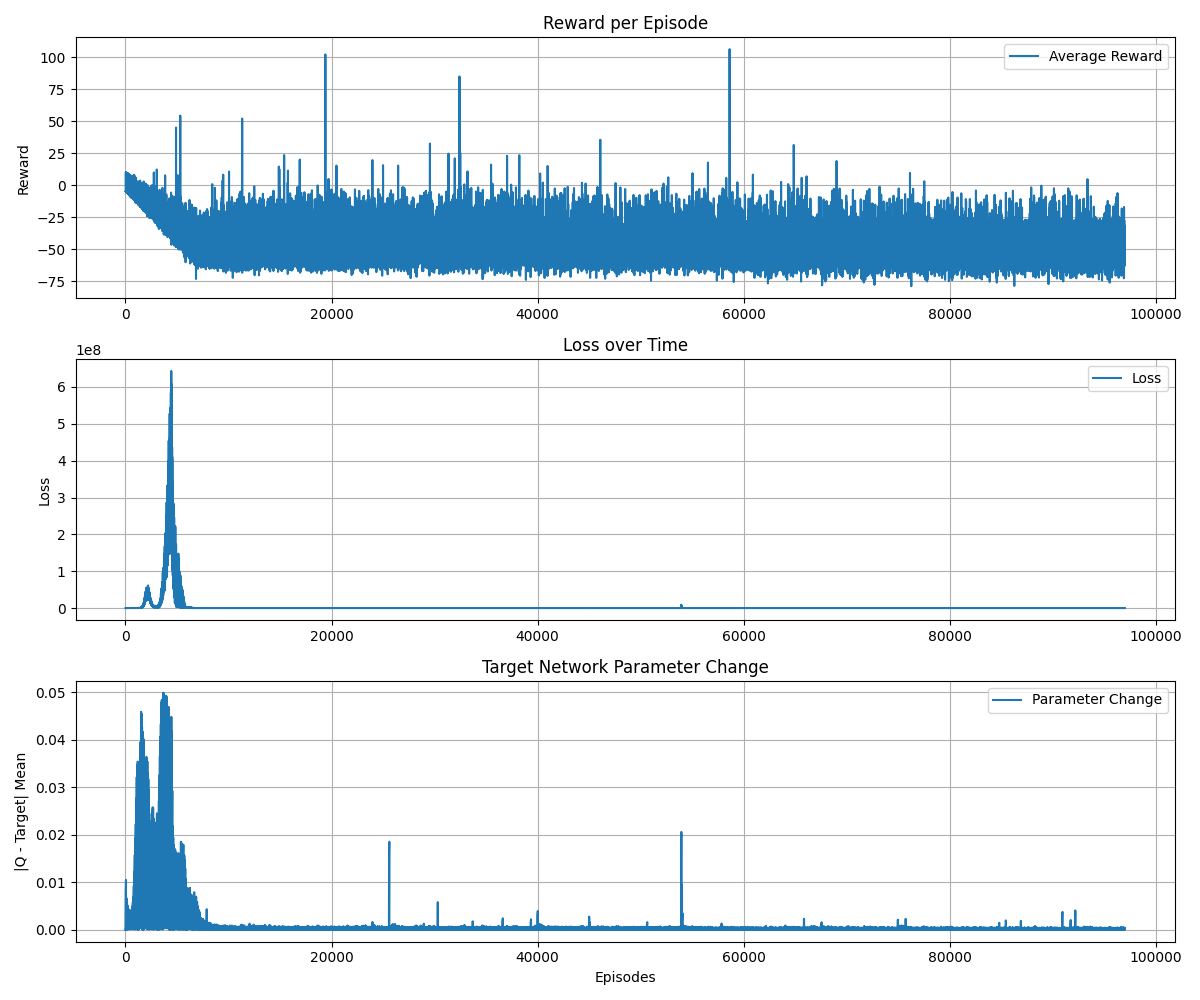 Reward per Episode
Average Reward
Reward
100
75
50
25
0
−25
−50
−75
0 20000 40000 60000 80000 100000
Loss over Time
1e8
Loss
Loss
6
5
4
3
2
1
0
0 20000 40000 60000 80000 100000
Target Network Parameter Change
Parameter Change
|Q - Target| Mean
0.05
0.04
0.03
0.02
0.01
0.00
0 20000 40000 60000 80000 100000
Episodes